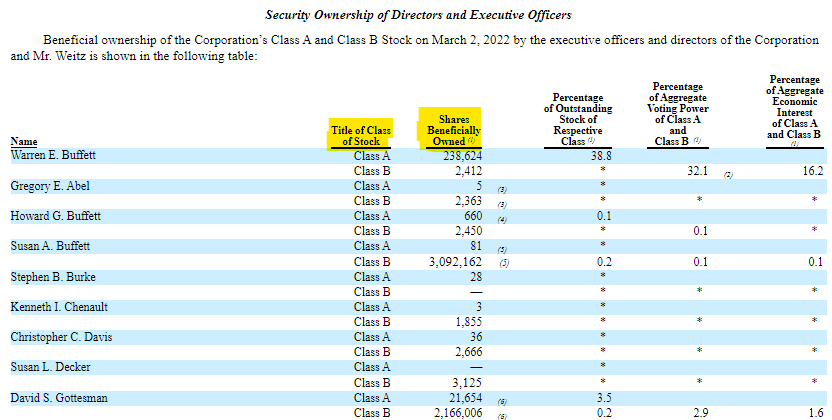 Security Ownership of Directors and Executive Officers
Beneficial ownership of the Corporation’s Class A and Class B Stock on March 2, 2022 by the executive officers and directors of the Corporation
and Mr. Weitz is shown in the following table:
Name Title of Class of Stock Shares Beneficially Owned (1) Percentage of Outstanding Stock of Respective Class (1) Percentage of Aggregate Voting Power of Class A and Class B (1) Percentage of Aggregate Economic Interest of Class A and Class B (1)
Warren E. Buffett Class A 238,624 38.8
Class B 2,412 * 32.1 (2) 16.2
Gregory E. Abel Class A 5 (3) *
Class B 2,363 (3) * * *
Howard G. Buffett Class A 660 (4) 0.1
Class B 2,450 * 0.1 *
Susan A. Buffett Class A 81 (5) *
Class B 3,092,162 (5) 0.2 0.1 0.1
Stephen B. Burke Class A 28 *
Class B — * * *
Kenneth I. Chenault Class A 3 *
Class B 1,855 * * *
Christopher C. Davis Class A 36 *
Class B 2,666 * * *
Susan L. Decker Class A — *
Class B 3,125 * * *
David S. Gottesman Class A 21,654 (6) 3.5
Class B 2,166,006 (6) 0.2 2.9 1.6